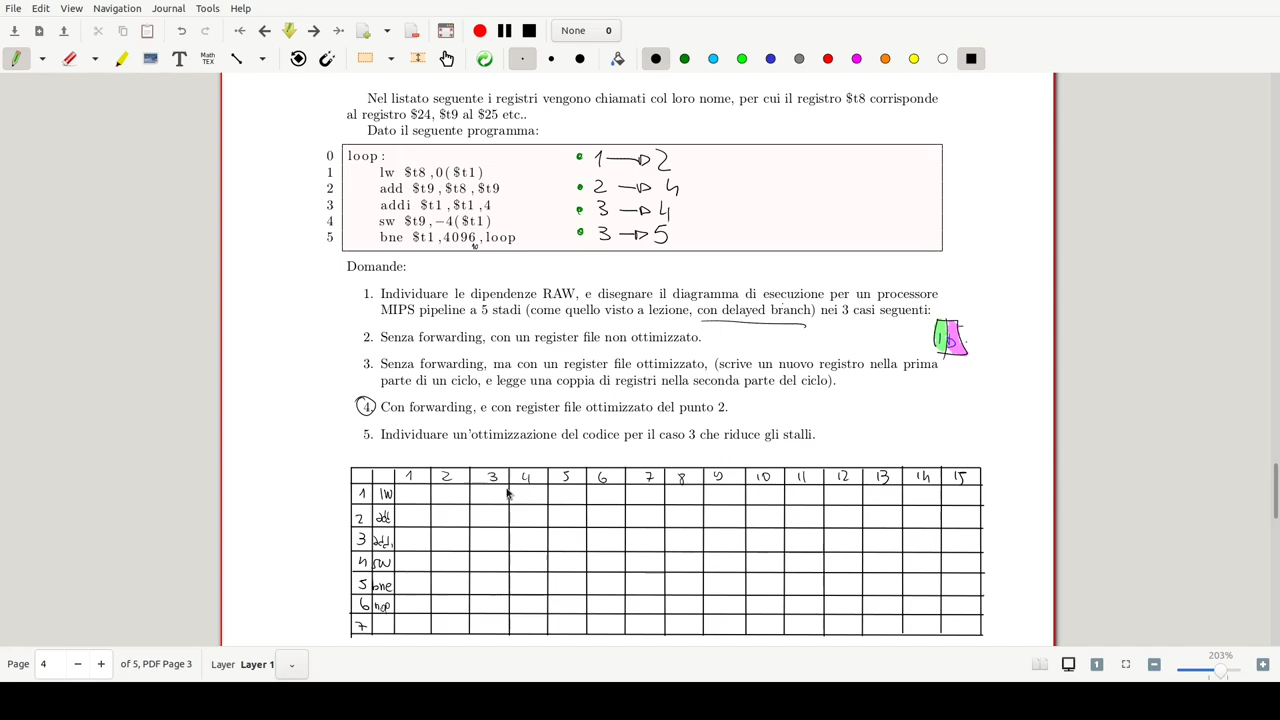 File Edit View Navigation Journal Tools Help
None 0
Nel listato seguente i registri vengono chiamati col loro nome, per cui il registro $t8 corrisponde
al registro $24, $t9 al $25 etc..
Dato il seguente programma:
0 loop:
1 lw $t8,0($t1)
2 add $t9,$t8,$t9
3 addi $t1,$t1,4
4 sw $t9,−4($t1)
5 bne $t1,4096,loop
1 → 2
2 → 4
3 → 4
3 → 5
Domande:
1. Individuare le dipendenze RAW, e disegnare il diagramma di esecuzione per un processore
MIPS pipeline a 5 stadi (come quello visto a lezione, con delayed branch) nei 3 casi seguenti:
2. Senza forwarding, con un register file non ottimizzato.
3. Senza forwarding, ma con un register file ottimizzato, (scrive un nuovo registro nella prima
parte di un ciclo, e legge una coppia di registri nella seconda parte del ciclo).
4. Con forwarding, e con register file ottimizzato del punto 2.
5. Individuare un'ottimizzazione del codice per il caso 3 che riduce gli stalli.
1 2 3 4 5 6 7 8 9 10 11 12 13 14 15
1 lw
2 add
3 addi
4 sw
5 bne
6 nop
7
Page 4 of 5, PDF Page 3 Layer Layer 1 203%